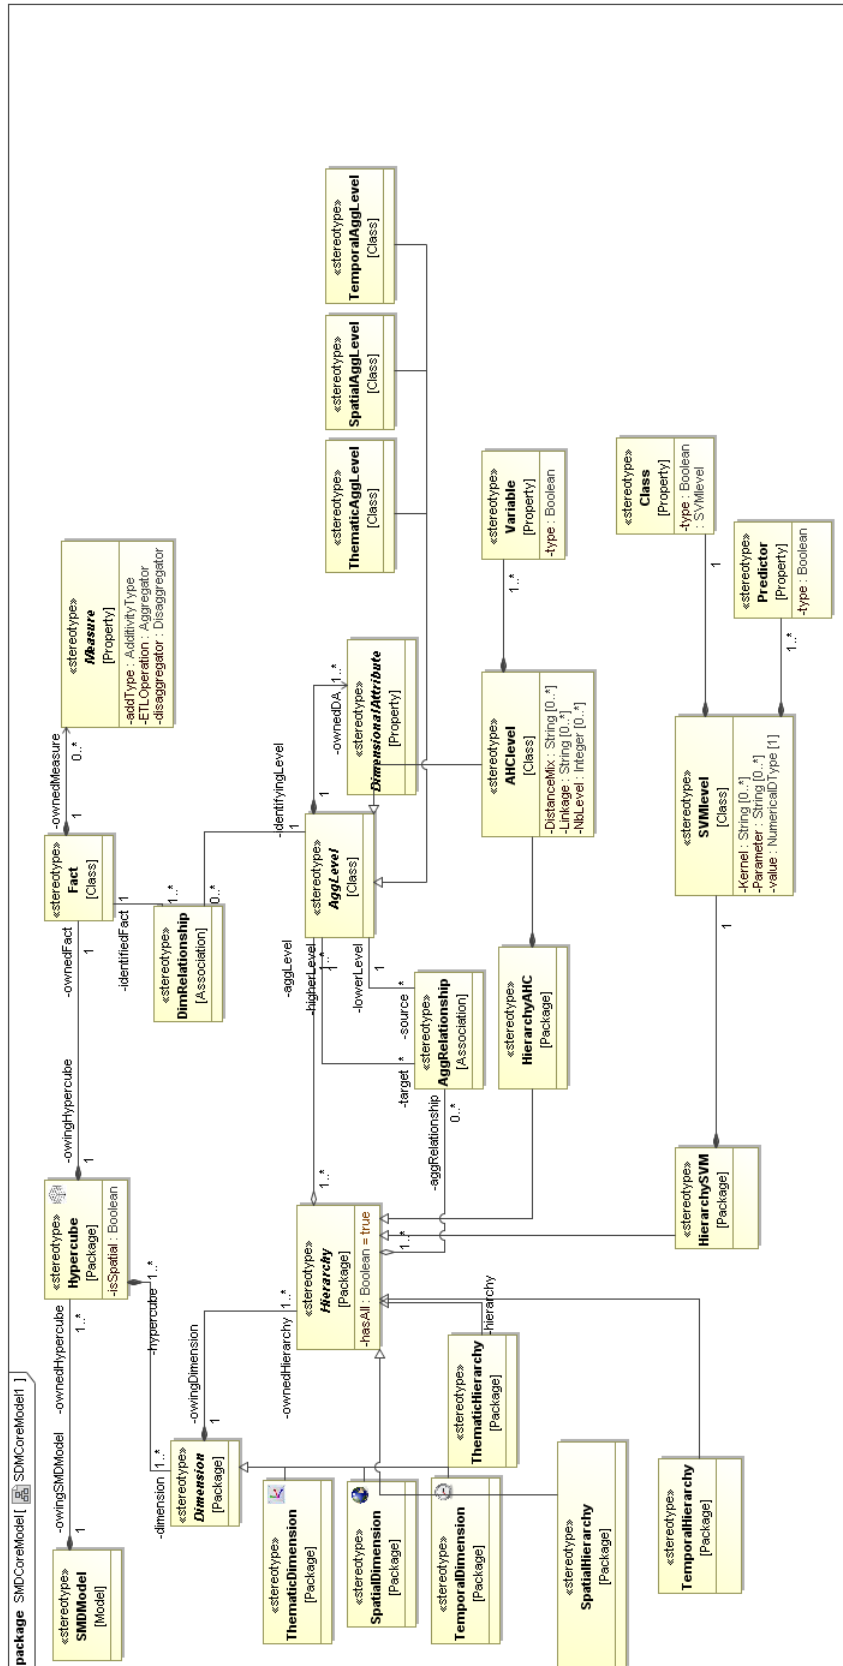 package SMDCoreModel [ SDMCoreModel1 ]
«stereotype»
SMDModel
[Model]
-owingSMDModel
1
-ownedHypercube
1..*
«stereotype»
Hypercube
[Package]
-isSpatial : Boolean
-owingHypercube
1
-ownedFact
1
«stereotype»
Fact
[Class]
-ownedMeasure
1
0..*
«stereotype»
Measure
[Property]
-addType : AdditivityType
-ETLOperation : Aggregator
-disaggregator : Disaggregator
-hypercube
1..*
-dimension
1..*
-identifiedFact
1
1..*
«stereotype»
DimRelationship
[Association]
0..*
-identifyingLevel
1
«stereotype»
Dimension
[Package]
-owingDimension
1
-ownedHierarchy
1..*
«stereotype»
ThematicDimension
[Package]
«stereotype»
SpatialDimension
[Package]
«stereotype»
TemporalDimension
[Package]
«stereotype»
Hierarchy
[Package]
-hasAll : Boolean = true
1..*
-aggLevel
-higherLevel
1..*
1
-lowerLevel
1
«stereotype»
AggLevel
[Class]
1
-ownedDA
1..*
«stereotype»
DimensionalAttribute
[Property]
«stereotype»
ThematicAggLevel
[Class]
«stereotype»
SpatialAggLevel
[Class]
«stereotype»
TemporalAggLevel
[Class]
-target
*
-source
*
«stereotype»
AggRelationship
[Association]
-aggRelationship
0..*
1..*
-hierarchy
«stereotype»
ThematicHierarchy
[Package]
«stereotype»
SpatialHierarchy
[Package]
«stereotype»
TemporalHierarchy
[Package]
«stereotype»
HierarchyAHC
[Package]
«stereotype»
AHClevel
[Class]
-DistanceMix : String [0..*]
-Linkage : String [0..*]
-NbLevel : Integer [0..*]
1..*
«stereotype»
Variable
[Property]
-type : Boolean
«stereotype»
HierarchySVM
[Package]
1
«stereotype»
SVMlevel
[Class]
-Kernel : String [0..*]
-Parameter : String [0..*]
-value : NumericalDType [1]
1
«stereotype»
Class
[Property]
-type : Boolean
: SVMlevel
1..*
«stereotype»
Predictor
[Property]
-type : Boolean